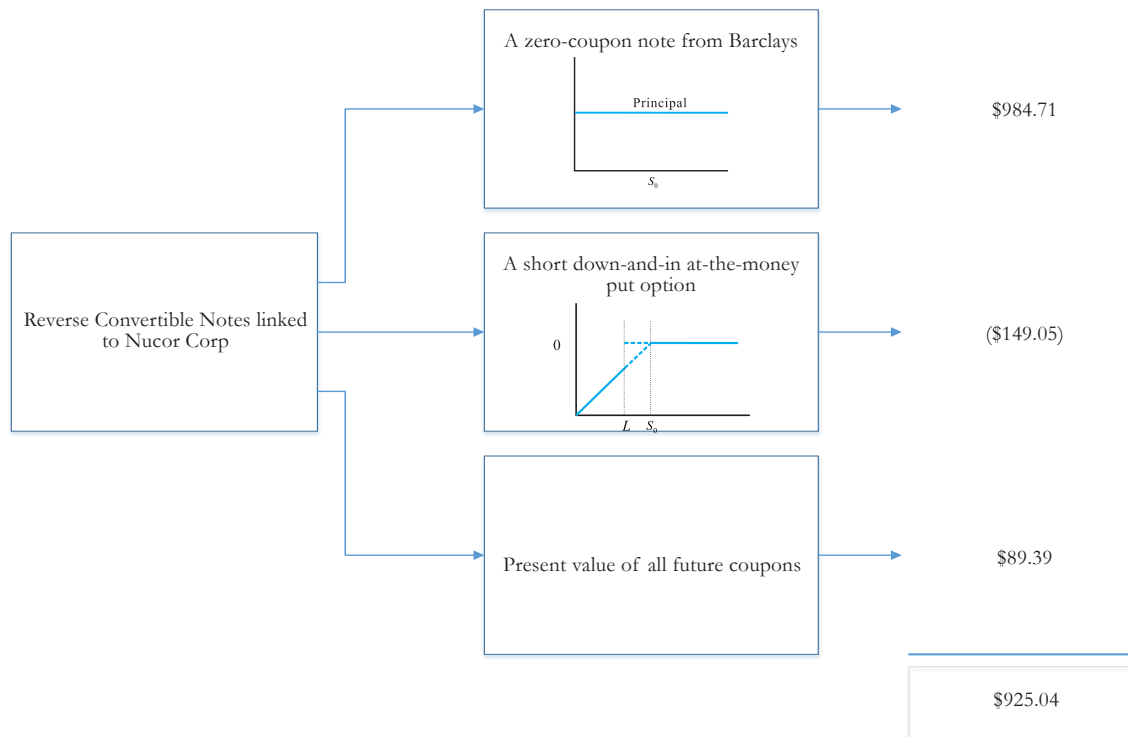 A zero-coupon note from Barclays
Principal
S₀
$984.71
Reverse Convertible Notes linked
to Nucor Corp
A short down-and-in at-the-money
put option
0
L S₀
($149.05)
Present value of all future coupons
$89.39
$925.04